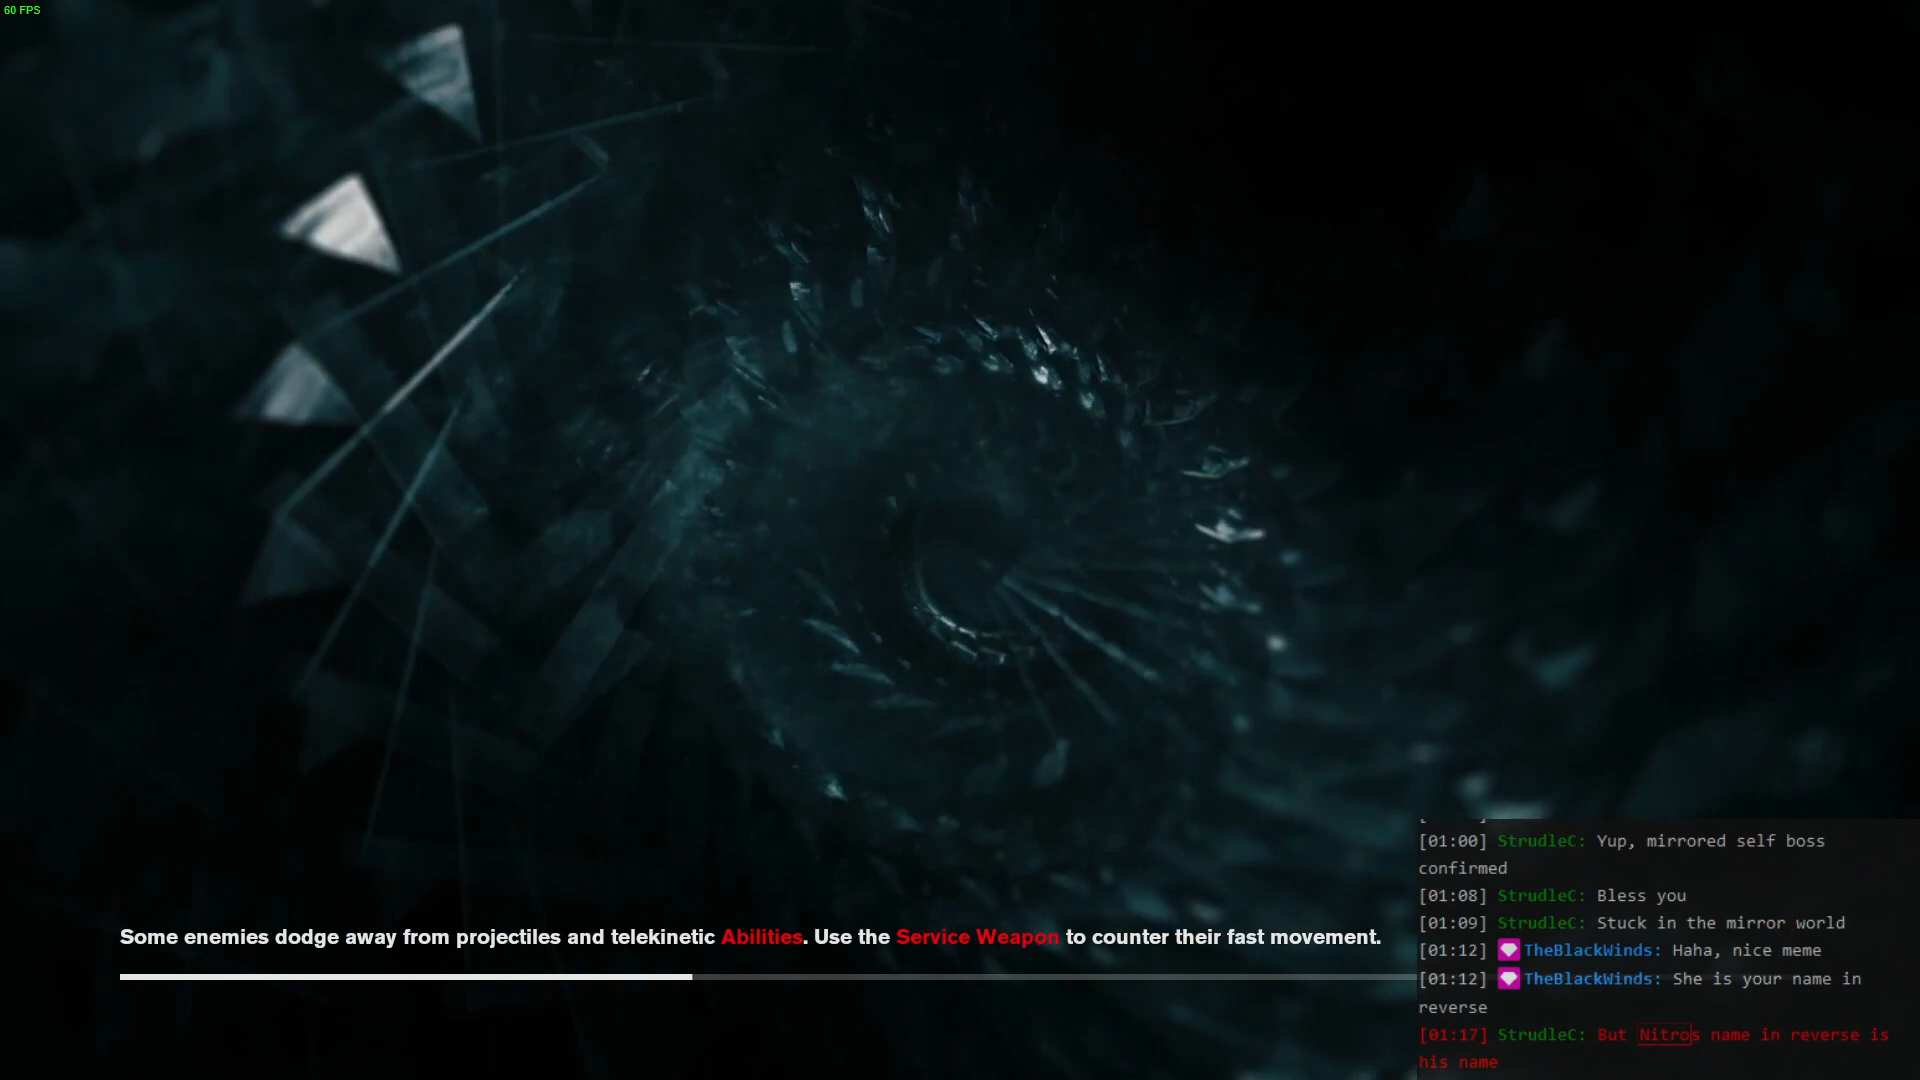 60 FPS
Some enemies dodge away from projectiles and telekinetic Abilities. Use the Service Weapon to counter their fast movement.
[01:00] StrudleC: Yup, mirrored self boss
confirmed
[01:08] StrudleC: Bless you
[01:09] StrudleC: Stuck in the mirror world
[01:12] TheBlackWinds: Haha, nice meme
[01:12] TheBlackWinds: She is your name in
reverse
[01:17] StrudleC: But Nitros name in reverse is
his name